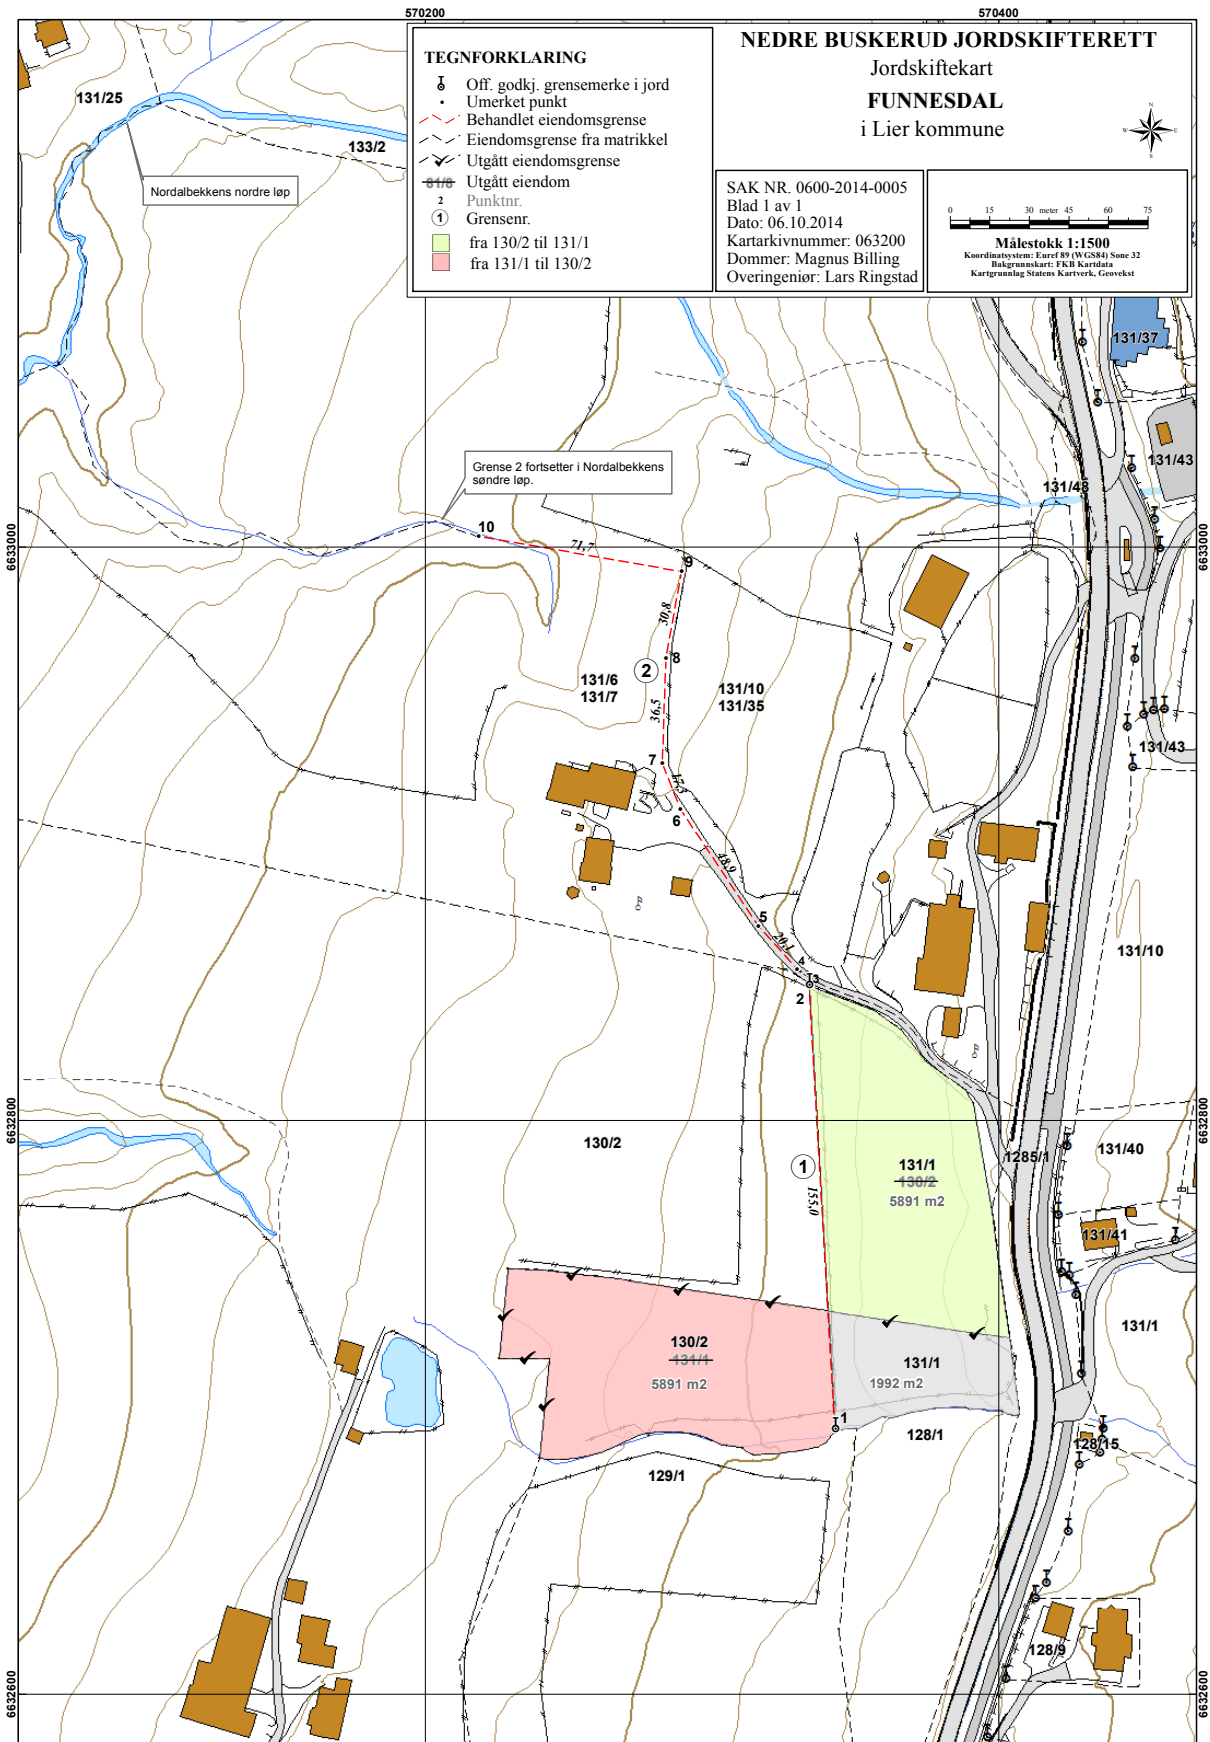 570200
570400
NEDRE BUSKERUD JORDSKIFTERETT
Jordskiftekart
FUNNESDAL
i Lier kommune
N
W
E
S
TEGNFORKLARING
Off. godkj. grensemerke i jord
Umerket punkt
Behandlet eiendomsgrense
Eiendomsgrense fra matrikkel
Utgått eiendomsgrense
81/8 Utgått eiendom
2 Punktnr.
1 Grensenr.
fra 130/2 til 131/1
fra 131/1 til 130/2
SAK NR. 0600-2014-0005
Blad 1 av 1
Dato: 06.10.2014
Kartarkivnummer: 063200
Dommer: Magnus Billing
Overingeniør: Lars Ringstad
0 15 30 meter 45 60 75
Målestokk 1:1500
Koordinatsystem: Euref 89 (WGS84) Sone 32
Bakgrunnskart: FKB Kartdata
Kartgrunnlag Statens Kartverk, Geovekst
131/25
133/2
Nordalbekkens nordre løp
131/37
Grense 2 fortsetter i Nordalbekkens
søndre løp.
131/43
131/48
10
71,7
6633000
6633000
9
30,8
8
2
131/6
131/7
131/10
131/35
36,5
131/43
7
17,7
6
48,9
5
20,1
131/10
4
3
2
6632800
6632800
130/2
1
155,0
131/1
130/2
5891 m2
1285/1
131/40
131/41
130/2
131/1
5891 m2
131/1
1992 m2
131/1
1
128/1
128/15
129/1
128/9
6632600
6632600